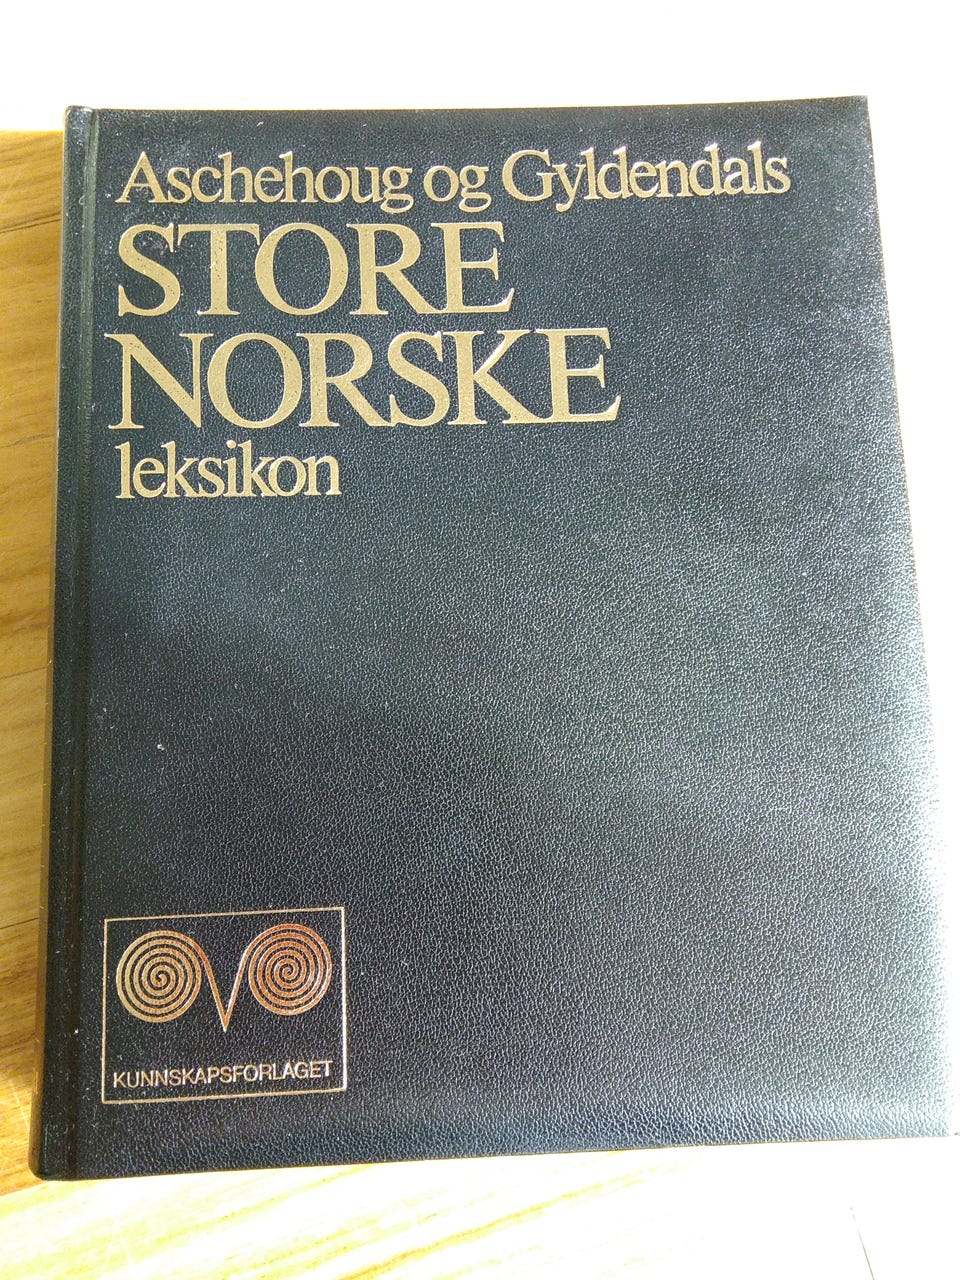 Aschehoug og Gyldendals
STORE
NORSKE
leksikon
KUNNSKAPSFORLAGET